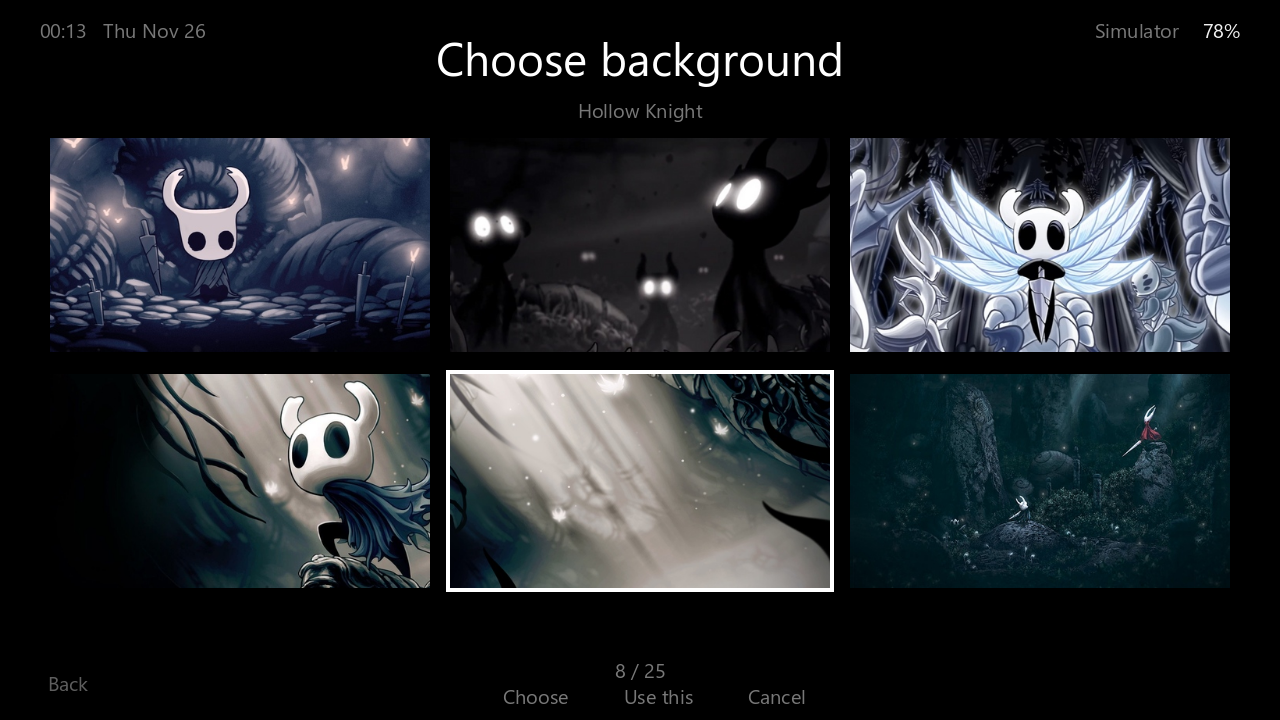 00:13 Thu Nov 26
Simulator 78%
Choose background
Hollow Knight
8 / 25
Back
Choose Use this Cancel